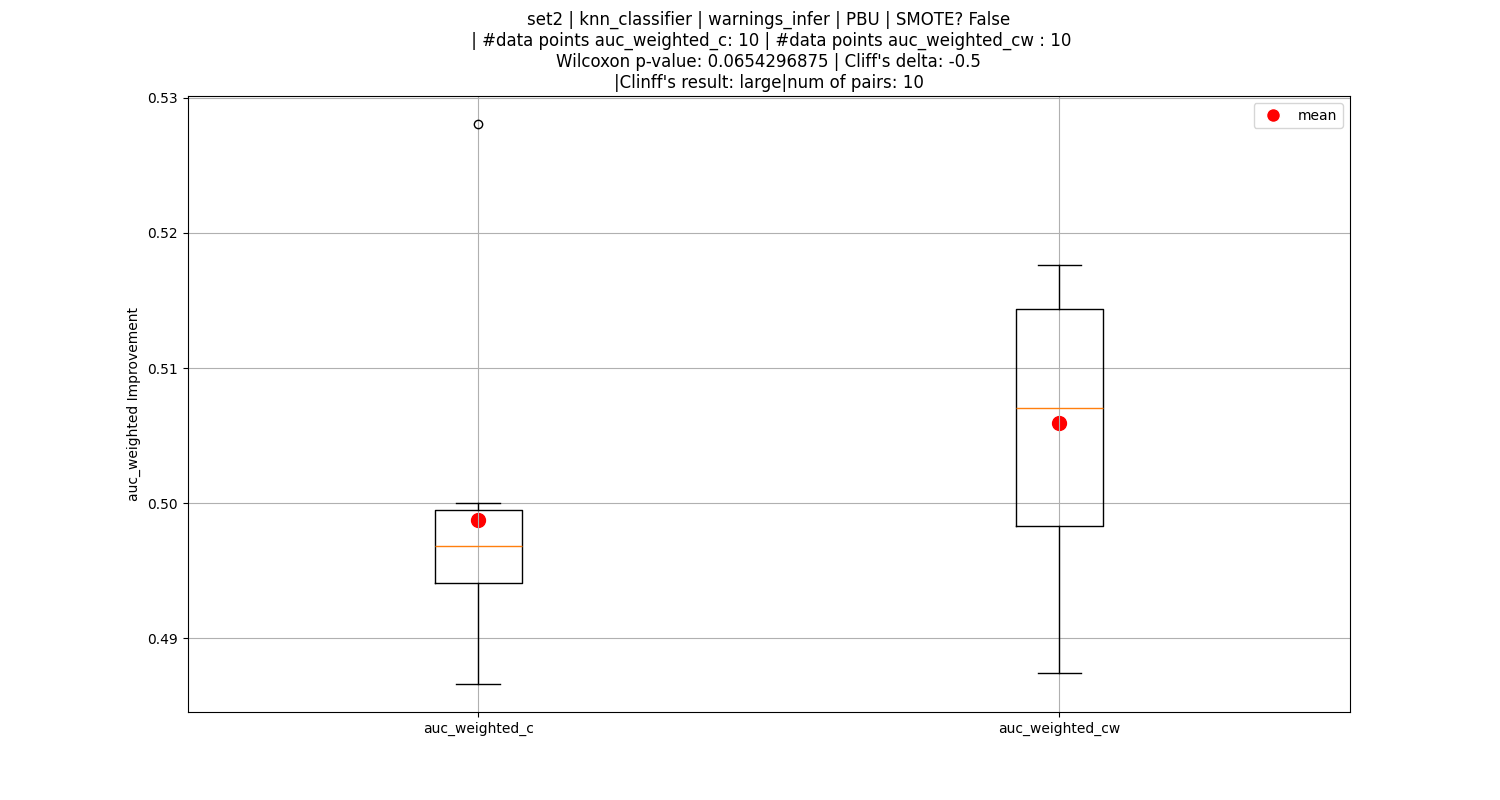 set2 | knn_classifier | warnings_infer | PBU | SMOTE? False
| #data points auc_weighted_c: 10 | #data points auc_weighted_cw : 10
Wilcoxon p-value: 0.0654296875 | Cliff's delta: -0.5
|Clinff's result: large|num of pairs: 10
mean
0.53
0.52
0.51
0.50
0.49
auc_weighted Improvement
auc_weighted_c
auc_weighted_cw